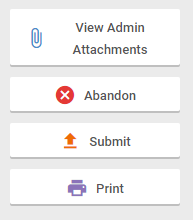 View Admin
Attachments
Abandon
Submit
Print